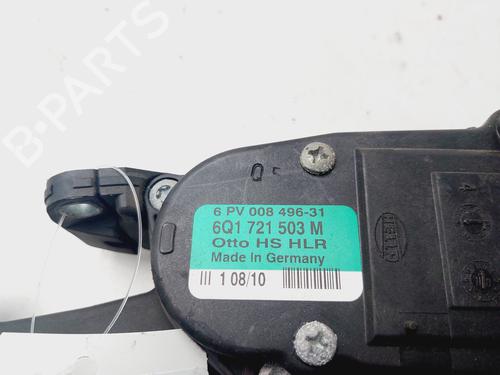 B-PARTS
6 PV 008 496-31
6Q1 721 503 M
Otto HS HLR
Made in Germany
III 1 08/10
HELLA